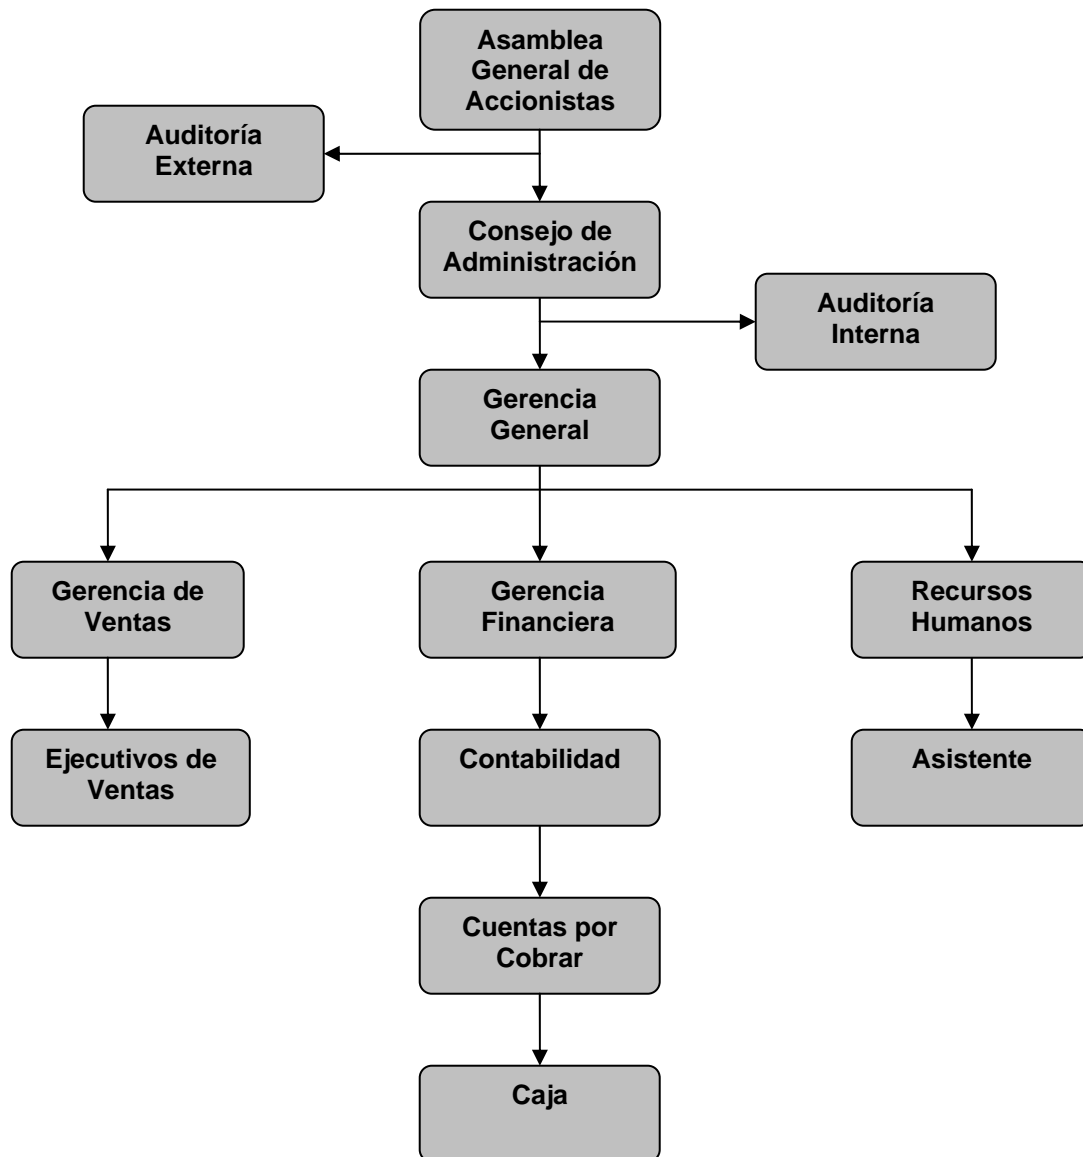 Asamblea
General de
Accionistas
Auditoría
Externa
Consejo de
Administración
Auditoría
Interna
Gerencia
General
Gerencia de
Ventas
Gerencia
Financiera
Recursos
Humanos
Ejecutivos de
Ventas
Contabilidad
Asistente
Cuentas por
Cobrar
Caja